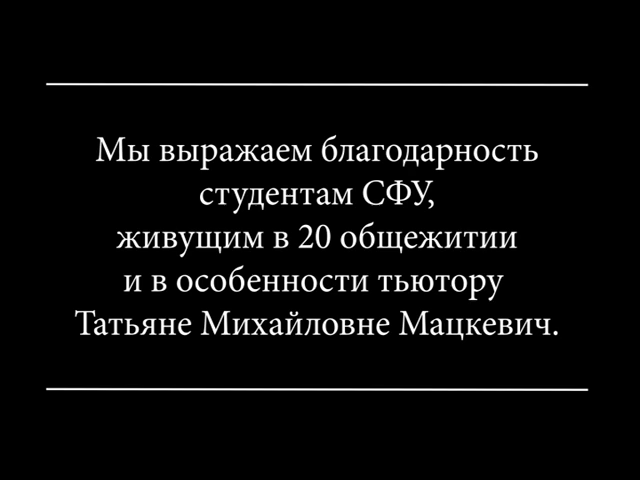 Мы выражаем благодарность
студентам СФУ,
живущим в 20 общежитии
и в особенности тьютору
Татьяне Михайловне Мацкевич.